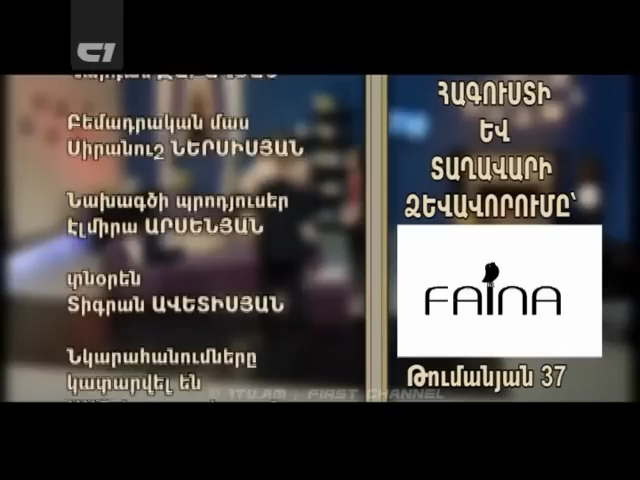 C1
Բեմադրական մաս
Սիրանուշ ՆԵՐՍԻՍՅԱՆ
Նախագծի պրոդյուսեր
Էլմիրա ԱՐՍԵՆՅԱՆ
տնօրեն
Տիգրան ԱՎԵՏԻՍՅԱՆ
Նկարահանումները
կատարվել են
ՀԱԳՈՒՍՏԻ
ԵՎ
ՏԱՂԱՎԱՐԻ
ՁԵՎԱՎՈՐՈՒՄԸ՝
FAINA
Թումանյան 37
1TV.AM / FIRST CHANNEL